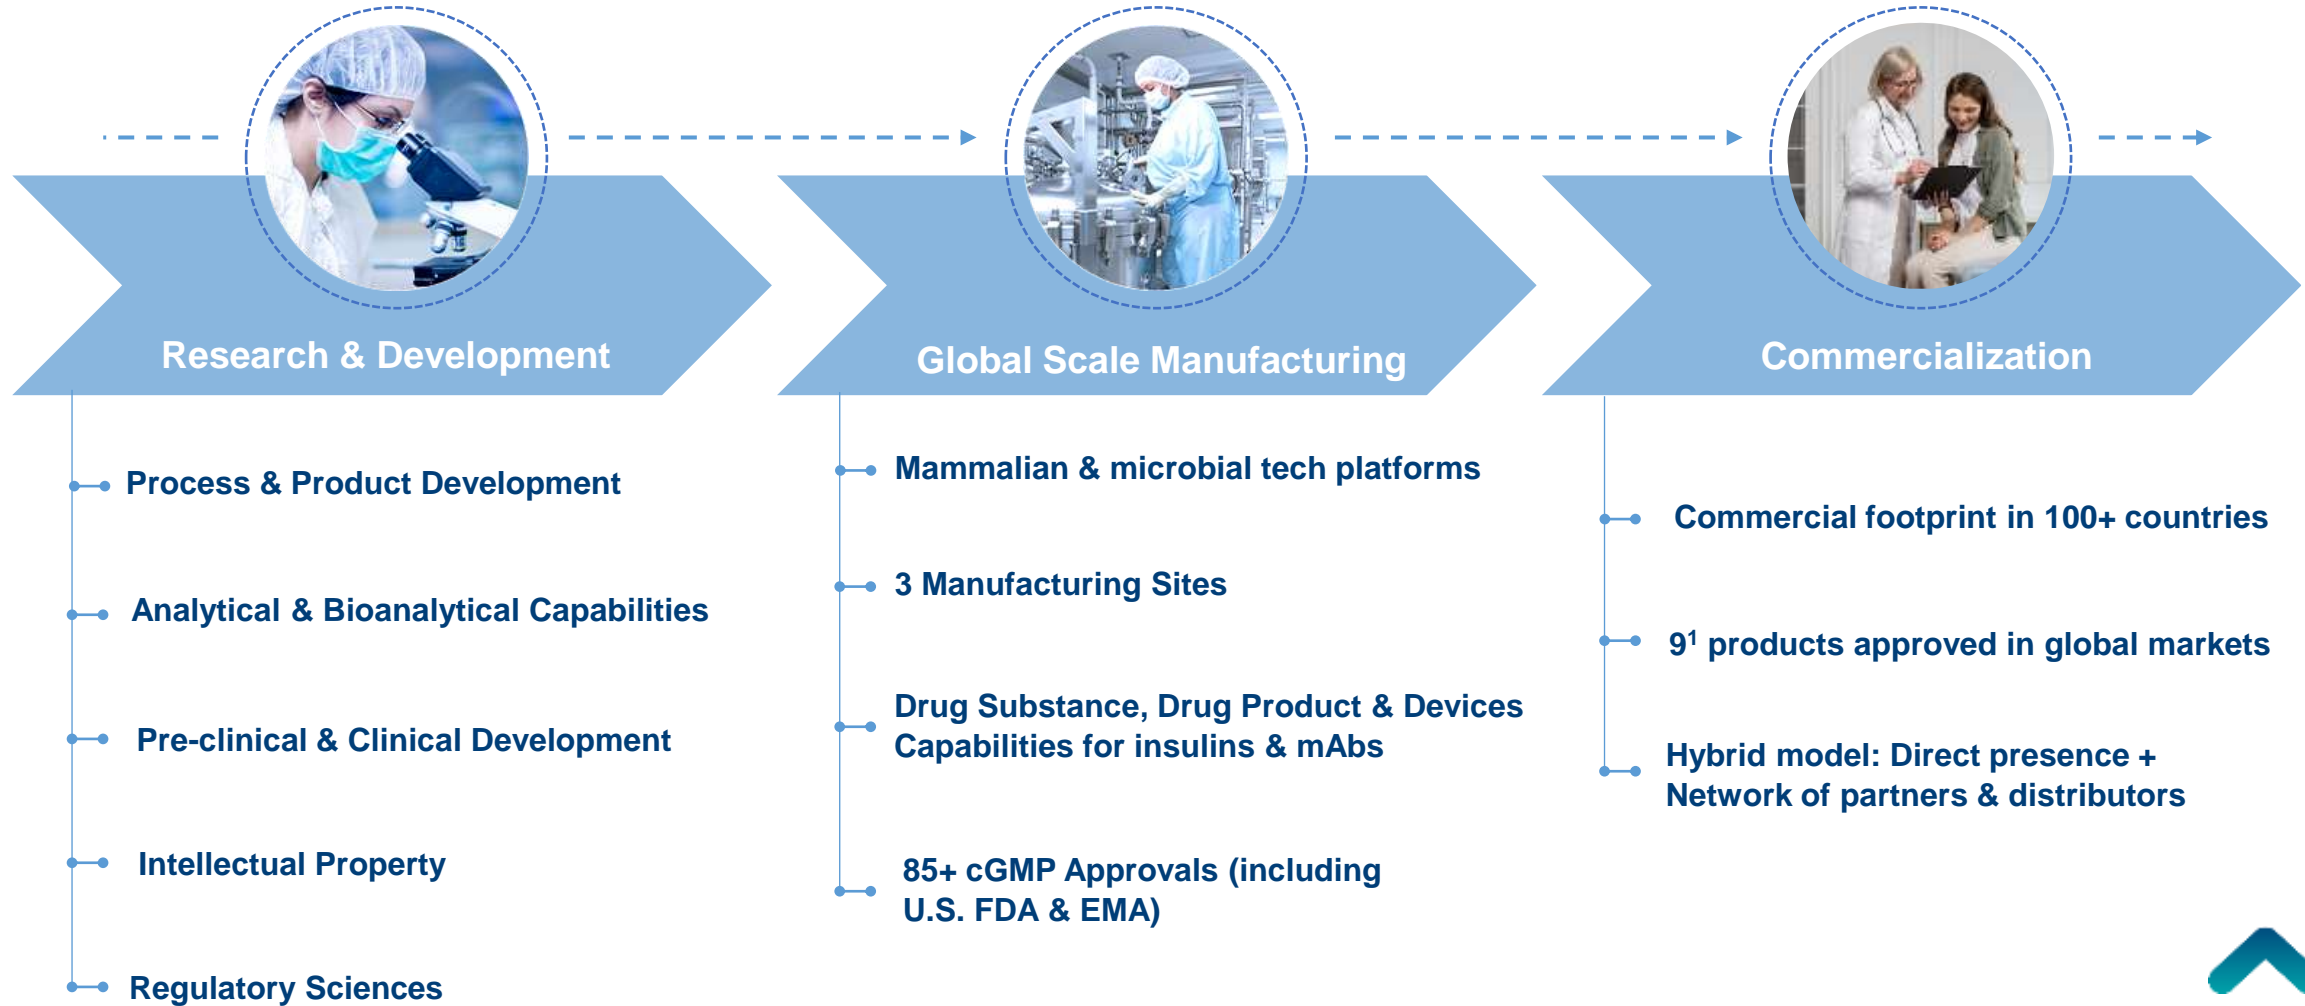 Research & Development
Process & Product Development
Analytical & Bioanalytical Capabilities
Pre-clinical & Clinical Development
Intellectual Property
Regulatory Sciences
Global Scale Manufacturing
Mammalian & microbial tech platforms
3 Manufacturing Sites
Drug Substance, Drug Product & Devices
Capabilities for insulins & mAbs
85+ cGMP Approvals (including
U.S. FDA & EMA)
Commercialization
Commercial footprint in 100+ countries
9¹ products approved in global markets
Hybrid model: Direct presence +
Network of partners & distributors